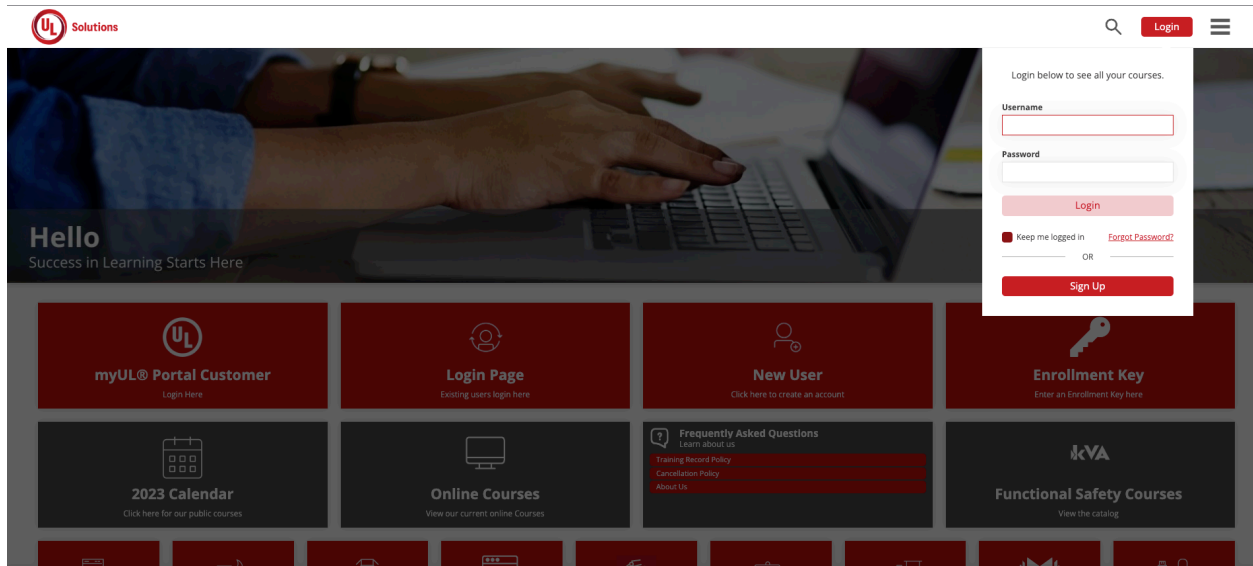 UL Solutions
Login
Login below to see all your courses.
Username
Password
Login
Keep me logged in Forgot Password?
OR
Sign Up
Hello
Success in Learning Starts Here
UL
myUL® Portal Customer
Login Here
Login Page
Existing users login here
New User
Click here to create an account
Enrollment Key
Enter an Enrollment Key here
2023 Calendar
Click here for our public courses
Online Courses
View our current online Courses
?
Frequently Asked Questions
Learn about us
Training Record Policy
Cancellation Policy
About Us
kVA
Functional Safety Courses
View the catalog